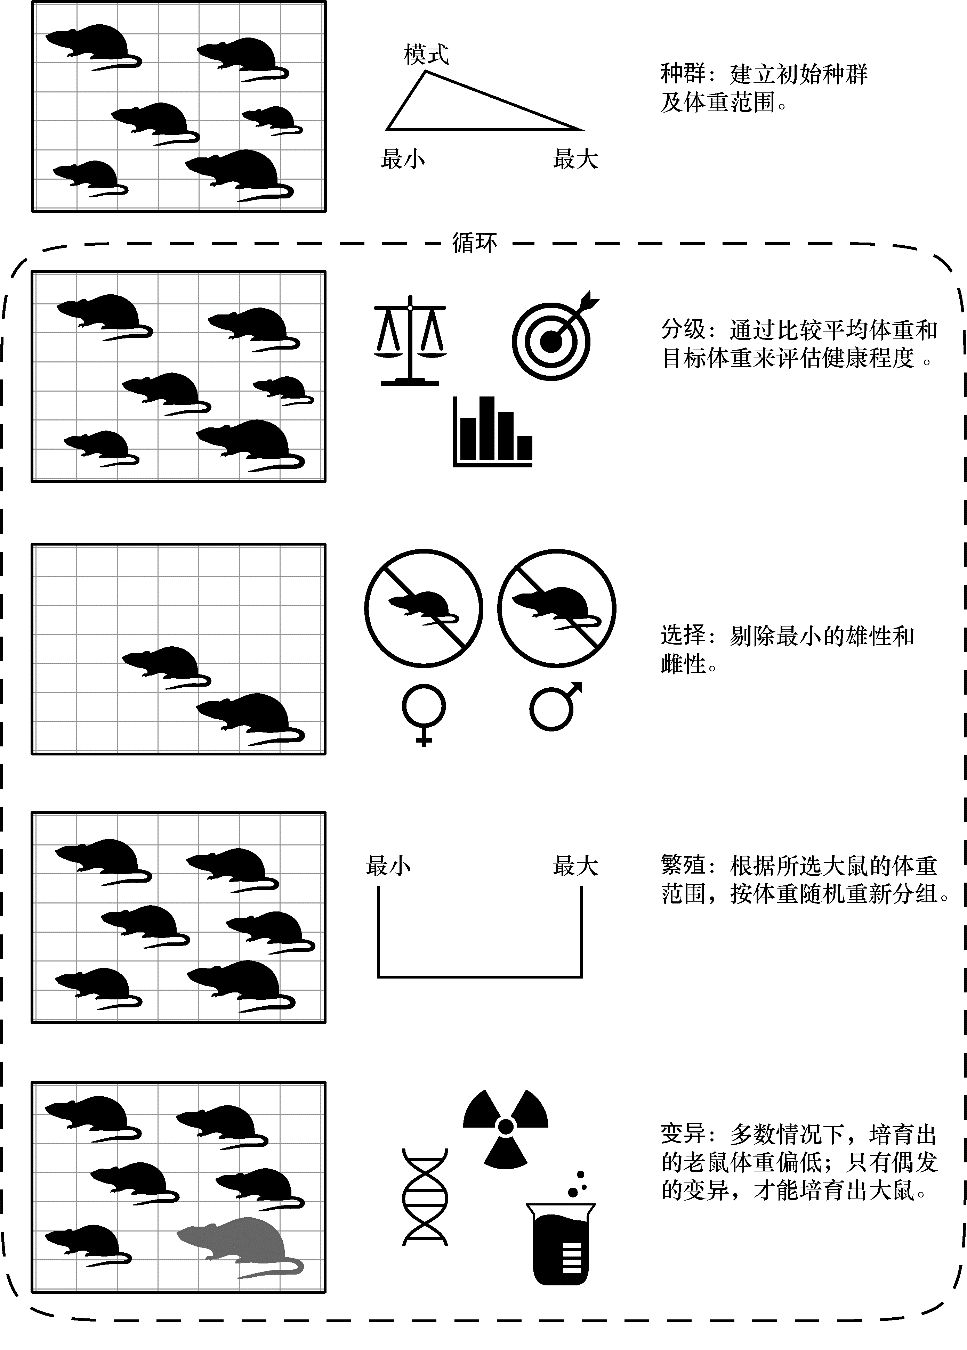 模式
最小
最大
种群：建立初始种群
及体重范围。
循环
分级：通过比较平均体重和
目标体重来评估健康程度。
选择：剔除最小的雄性和
雌性。
最小
最大
繁殖：根据所选大鼠的体重
范围，按体重随机重新分组。
变异：多数情况下，培育出
的老鼠体重偏低；只有偶发
的变异，才能培育出大鼠。